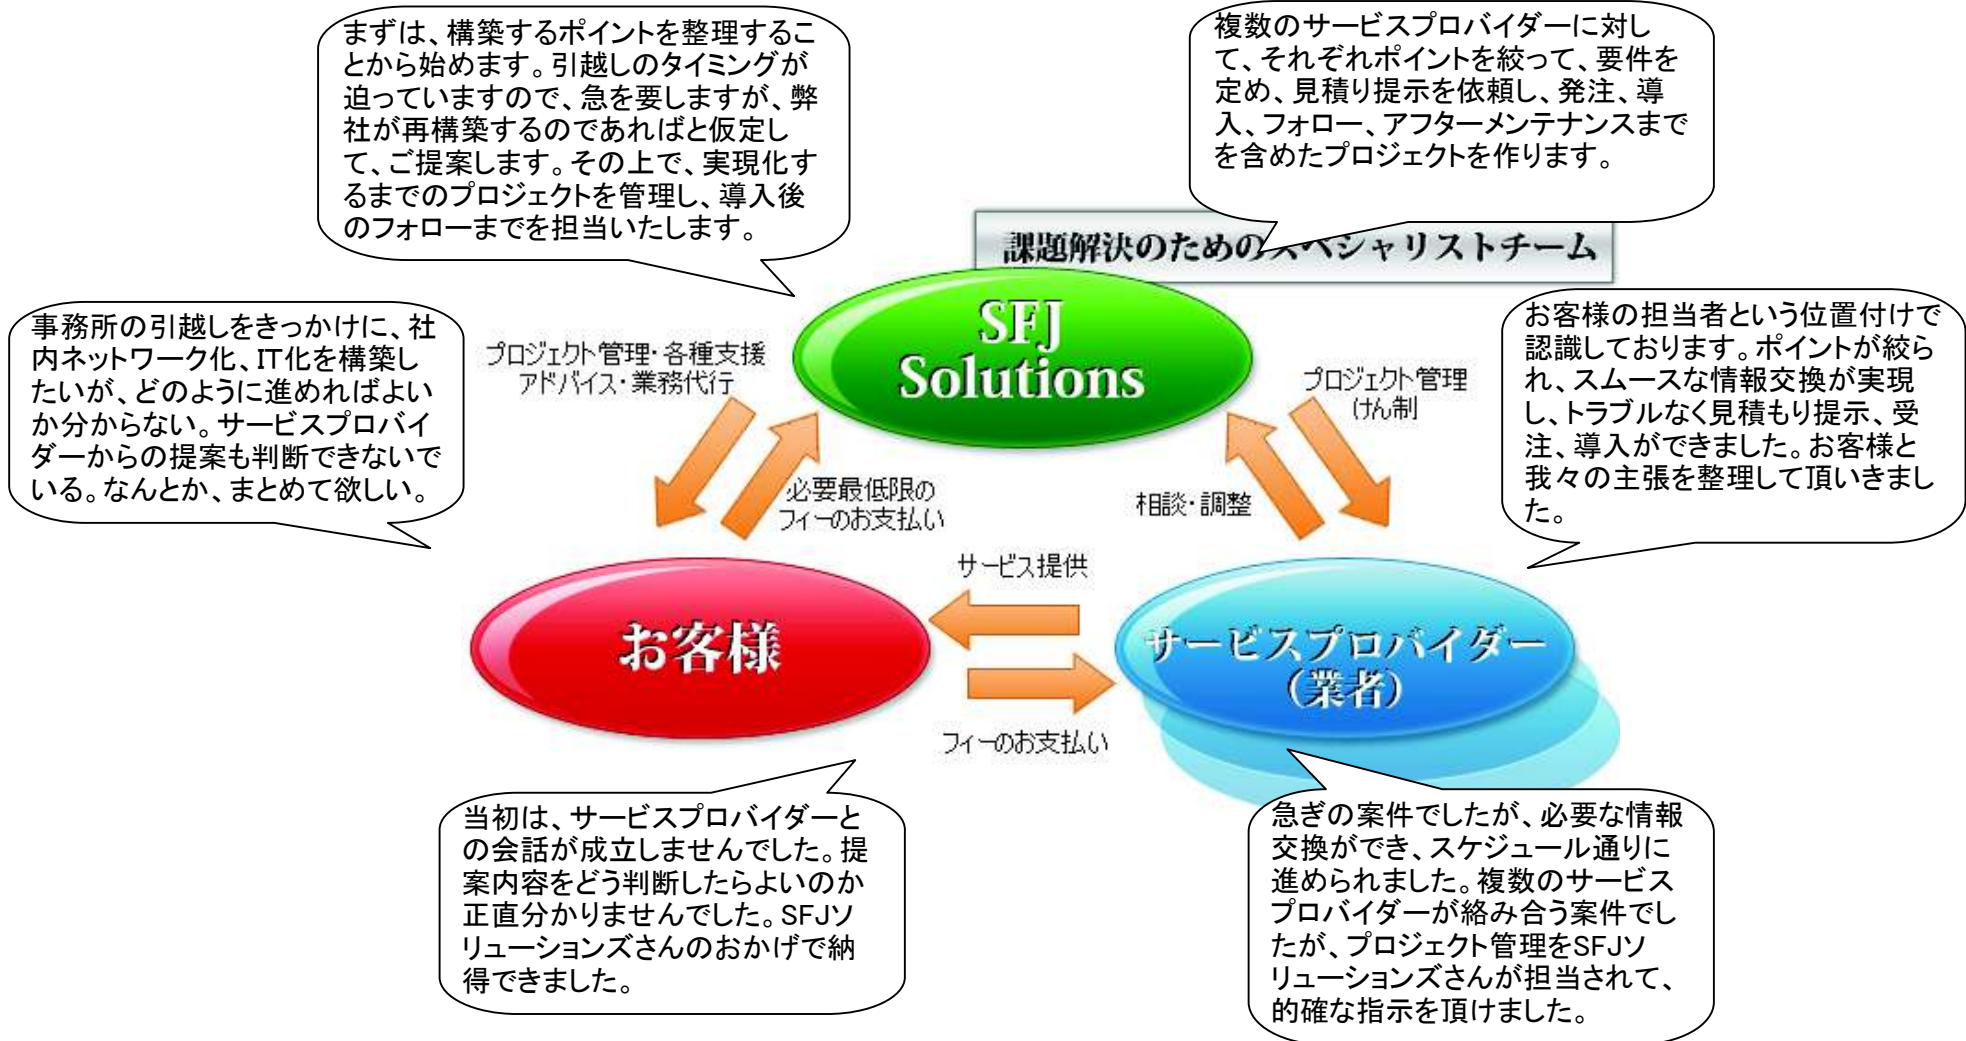 まずは、構築するポイントを整理するこ
とから始めます。引越しのタイミングが
迫っていますので、急を要しますが、弊
社が再構築するのであればと仮定し
て、ご提案します。その上で、実現化す
るまでのプロジェクトを管理し、導入後
のフォローまでを担当いたします。
複数のサービスプロバイダーに対し
て、それぞれポイントを絞って、要件を
定め、見積り提示を依頼し、発注、導
入、フォロー、アフターメンテナンスまで
を含めたプロジェクトを作ります。
課題解決のためのスペシャリストチーム
SFJ
Solutions
事務所の引越しをきっかけに、社
内ネットワーク化、IT化を構築し
たいが、どのように進めればよい
か分からない。サービスプロバイ
ダーからの提案も判断できないで
いる。なんとか、まとめて欲しい。
プロジェクト管理・各種支援
アドバイス・業務代行
プロジェクト管理
けん制
お客様の担当者という位置付けで
認識しております。ポイントが絞ら
れ、スムースな情報交換が実現
し、トラブルなく見積もり提示、受
注、導入ができました。お客様と
我々の主張を整理して頂いきまし
た。
必要最低限の
フィーのお支払い
相談・調整
サービス提供
お客様
サービスプロバイダー
（業者）
フィーのお支払い
当初は、サービスプロバイダーと
の会話が成立しませんでした。提
案内容をどう判断したらよいのか
正直分かりませんでした。SFJソ
リューションズさんのおかげで納
得できました。
急ぎの案件でしたが、必要な情報
交換ができ、スケジュール通りに
進められました。複数のサービス
プロバイダーが絡み合う案件でし
たが、プロジェクト管理をSFJソ
リューションズさんが担当されて、
的確な指示を頂けました。